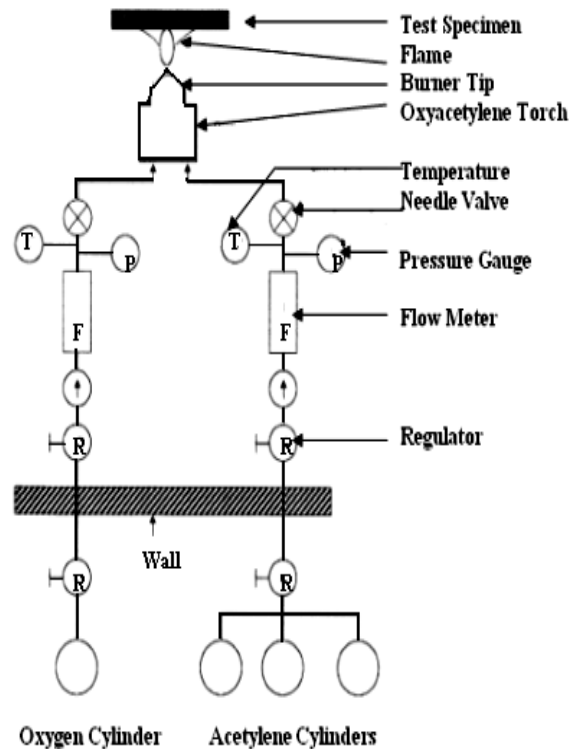 Test Specimen
Flame
Burner Tip
Oxyacetylene Torch
Temperature
Needle Valve
T
P
T
P
Pressure Gauge
F
F
Flow Meter
R
R
Regulator
Wall
R
R
Oxygen Cylinder
Acetylene Cylinders